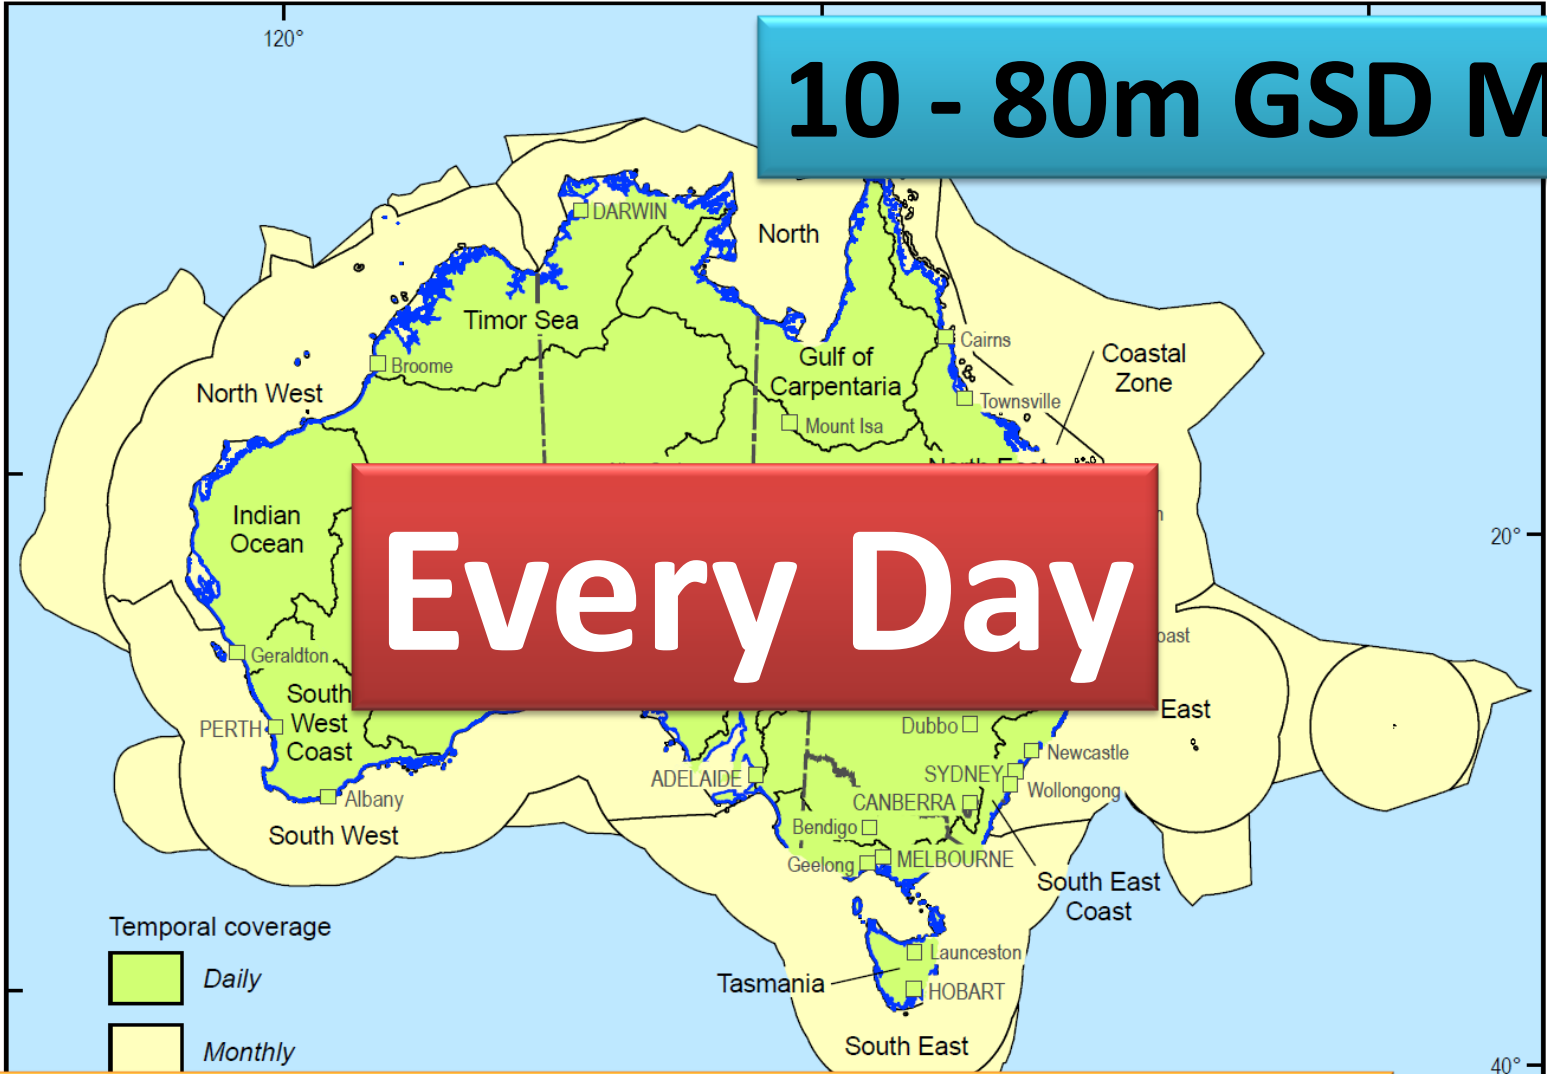 120°
10 - 80m GSD M
DARWIN
North
Timor Sea
Cairns
Broome
Gulf of
Carpentaria
Coastal
Zone
North West
Townsville
Mount Isa
North East
Indian
Ocean
20°
Every Day
Geraldton
South
West
Coast
PERTH
East
Dubbo
Newcastle
ADELAIDE
SYDNEY
Wollongong
Albany
CANBERRA
South West
Bendigo
Geelong
MELBOURNE
South East
Coast
Temporal coverage
Launceston
Daily
Tasmania
HOBART
South East
Monthly
40°